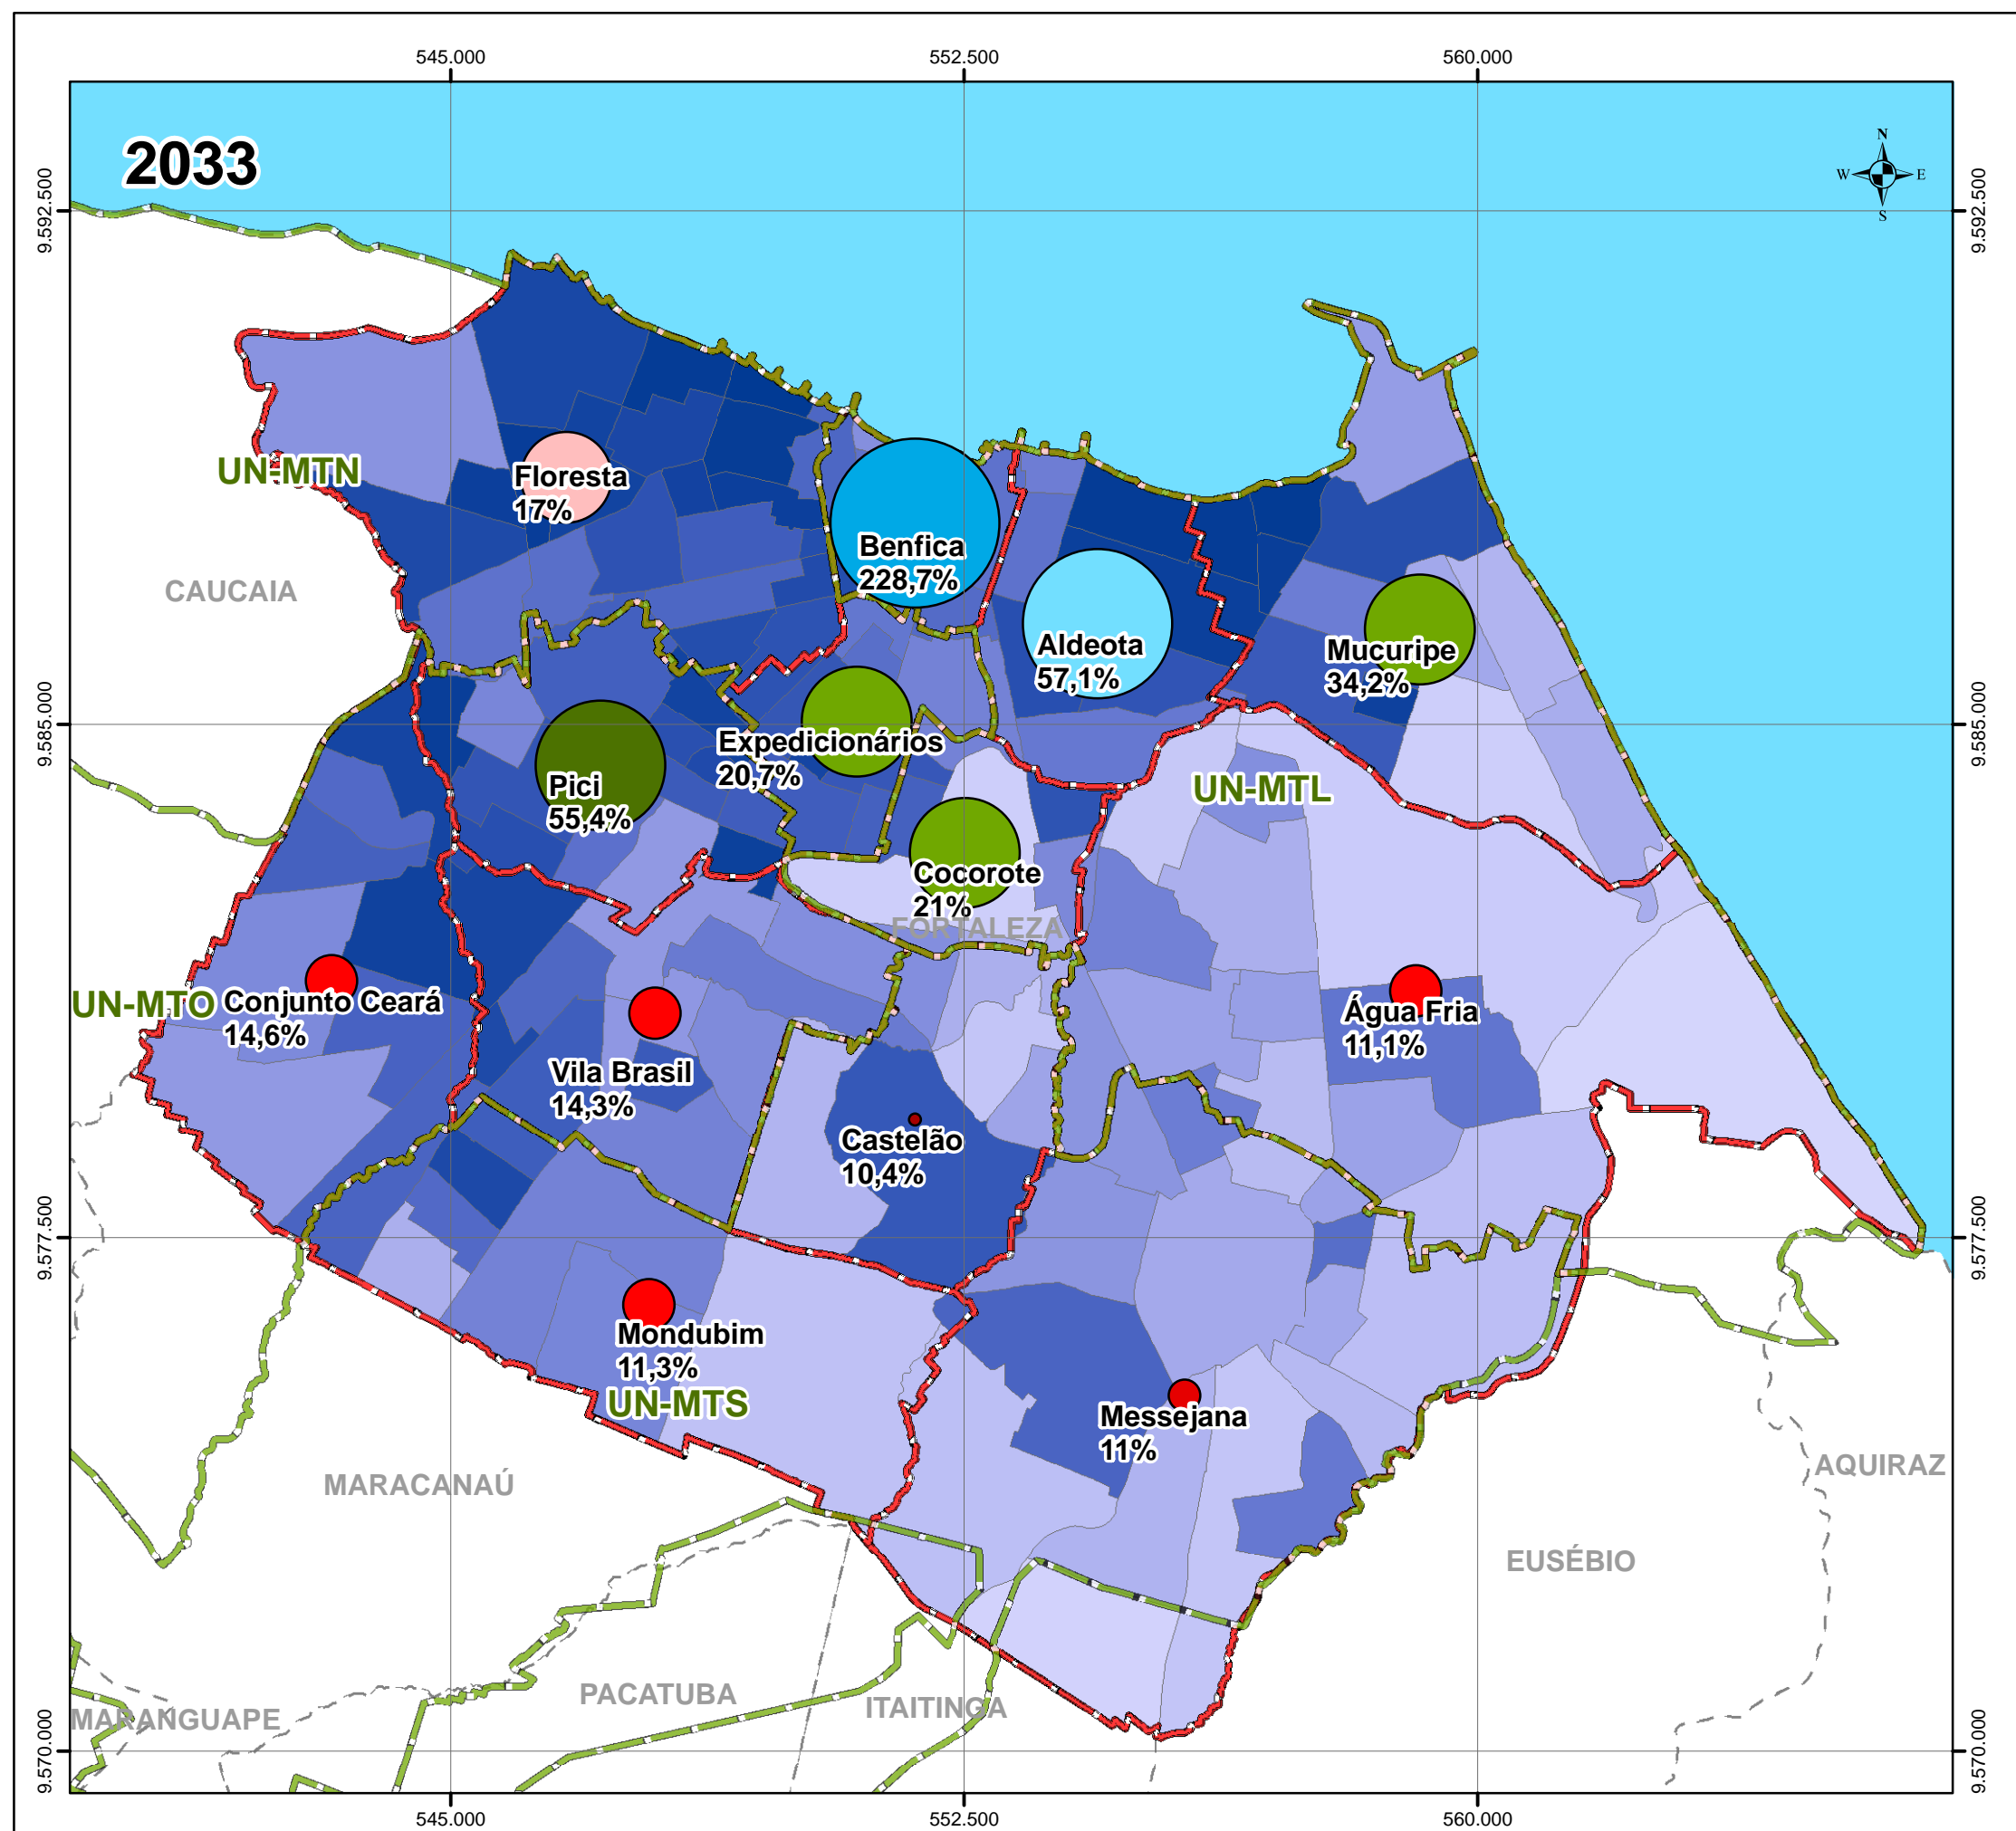 545.000
552.500
560.000
2033
N
W
E
S
9.592.500
9.592.500
UN-MTN
Floresta
17%
Benfica
228,7%
CAUCAIA
Aldeota
57,1%
Mucuripe
34,2%
9.585.000
9.585.000
Expedicionários
20,7%
Pici
55,4%
UN-MTL
Cocorote
21%
FORTALEZA
UN-MTO
Conjunto Ceará
14,6%
Água Fria
11,1%
Vila Brasil
14,3%
Castelão
10,4%
9.577.500
9.577.500
Mondubim
11,3%
UN-MTS
Messejana
11%
MARACANAÚ
AQUIRAZ
EUSÉBIO
PACATUBA
ITAITINGA
MARANGUAPE
9.570.000
9.570.000
545.000
552.500
560.000